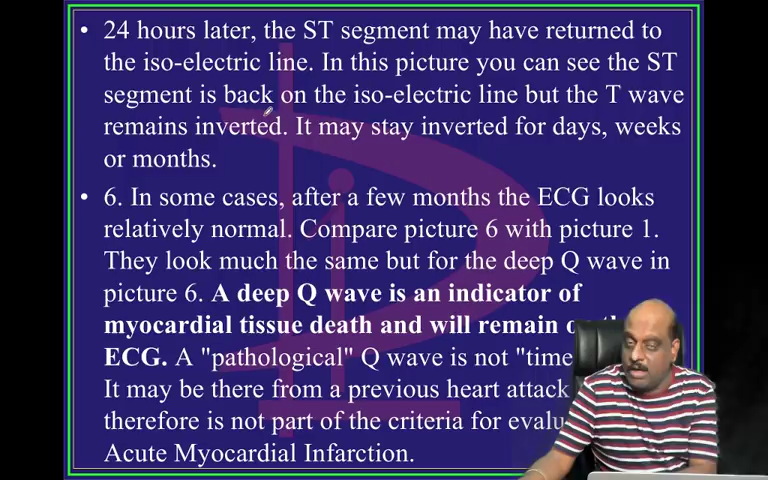 • 24 hours later, the ST segment may have returned to
the iso-electric line. In this picture you can see the ST
segment is back on the iso-electric line but the T wave
remains inverted. It may stay inverted for days, weeks
or months.
• 6. In some cases, after a few months the ECG looks
relatively normal. Compare picture 6 with picture 1.
They look much the same but for the deep Q wave in
picture 6. A deep Q wave is an indicator of
myocardial tissue death and will remain
ECG. A "pathological" Q wave is not "time
It may be there from a previous heart attack
therefore is not part of the criteria for
Acute Myocardial Infarction.